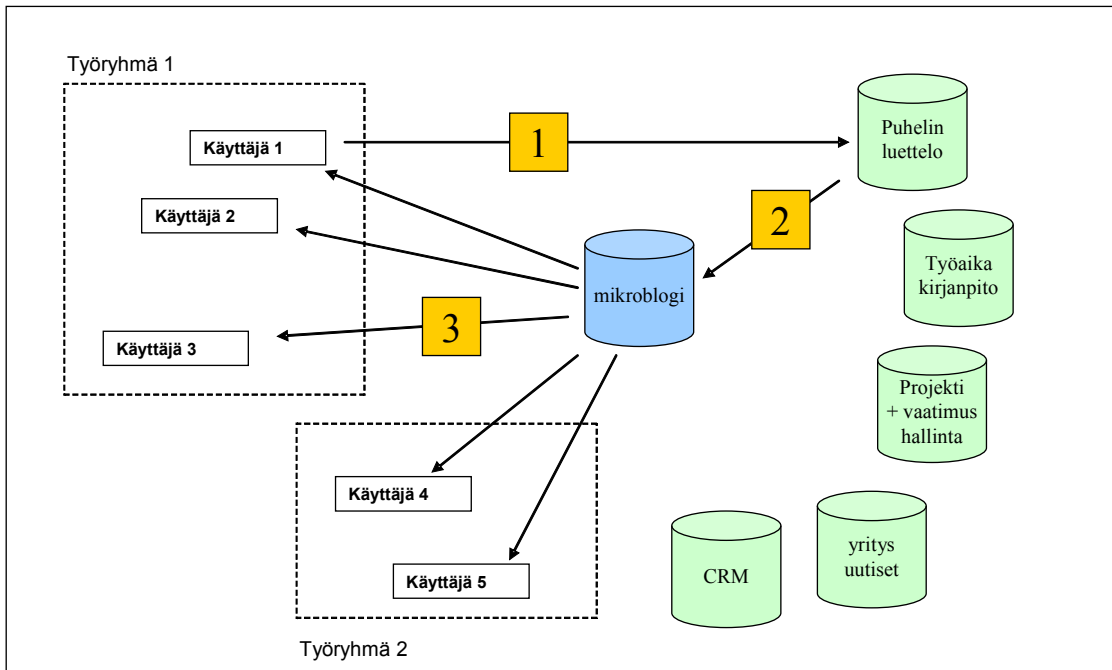 Työryhmä 1
Käyttäjä 1
1
Puhelin
luettelo
Käyttäjä 2
2
Työaika
kirjanpito
mikroblogi
3
Käyttäjä 3
Projekti
+ vaatimus
hallinta
Käyttäjä 4
yritys
uutiset
CRM
Käyttäjä 5
Työryhmä 2